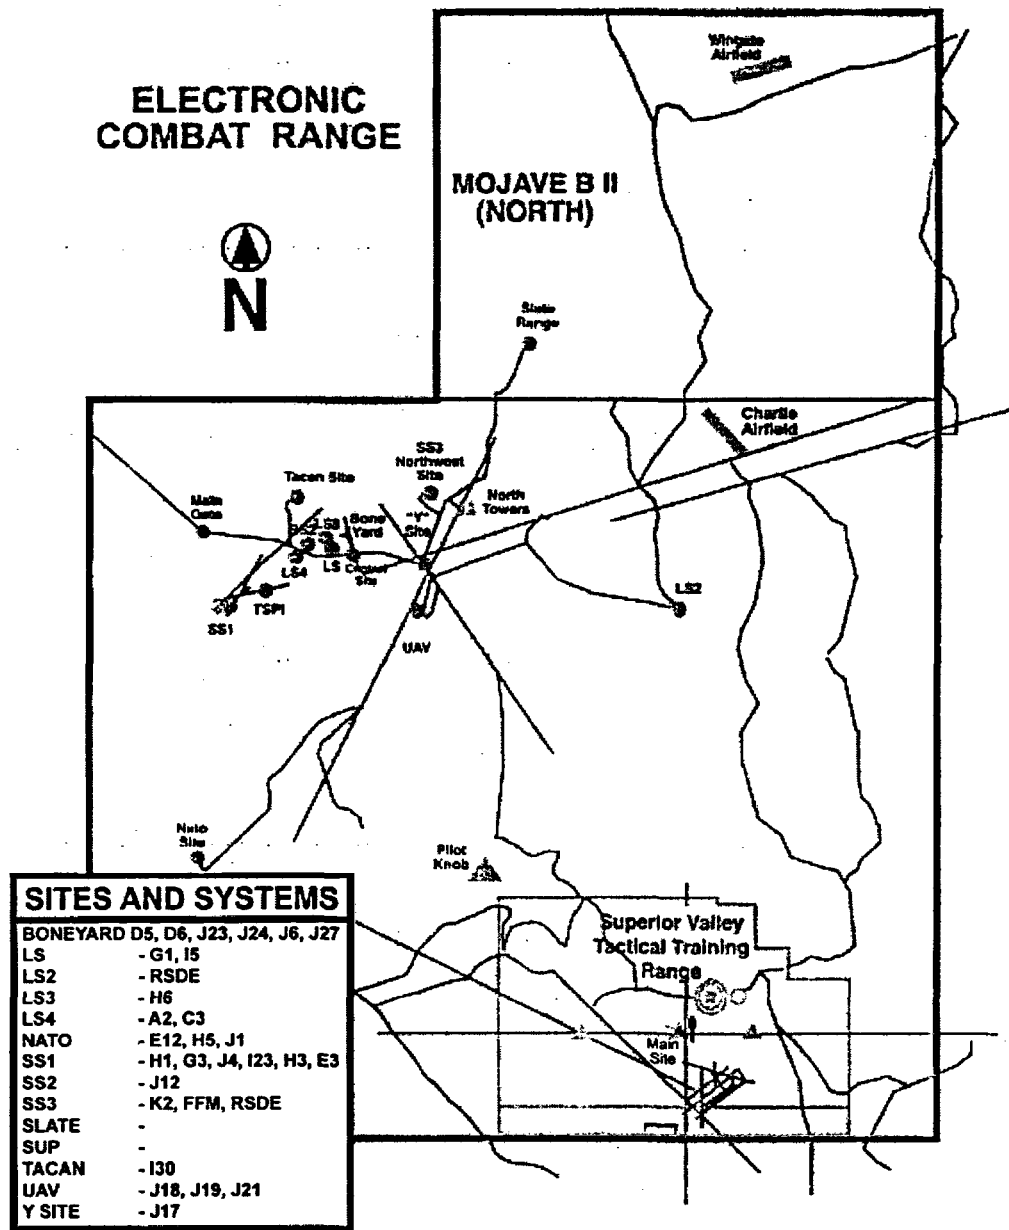 Wingate
Airfield
ELECTRONIC
COMBAT RANGE
MOJAVE B II
(NORTH)
N
Slate
Range
Charlie
Airfield
SS3
Northwest
Site
Tacan Site
North
Towers
Main
Gate
Bone
Yard
"Y"
Site
LS3
LS4
LS
Control
Site
TSPI
SS1
LS2
UAV
Nato
Site
Pilot
Knob
Superior Valley
Tactical Training
Range
Main
Site
SITES AND SYSTEMS
BONEYARD D5, D6, J23, J24, J6, J27
LS - G1, I5
LS2 - RSDE
LS3 - H6
LS4 - A2, C3
NATO - E12, H5, J1
SS1 - H1, G3, J4, I23, H3, E3
SS2 - J12
SS3 - K2, FFM, RSDE
SLATE -
SUP -
TACAN - I30
UAV - J18, J19, J21
Y SITE - J17